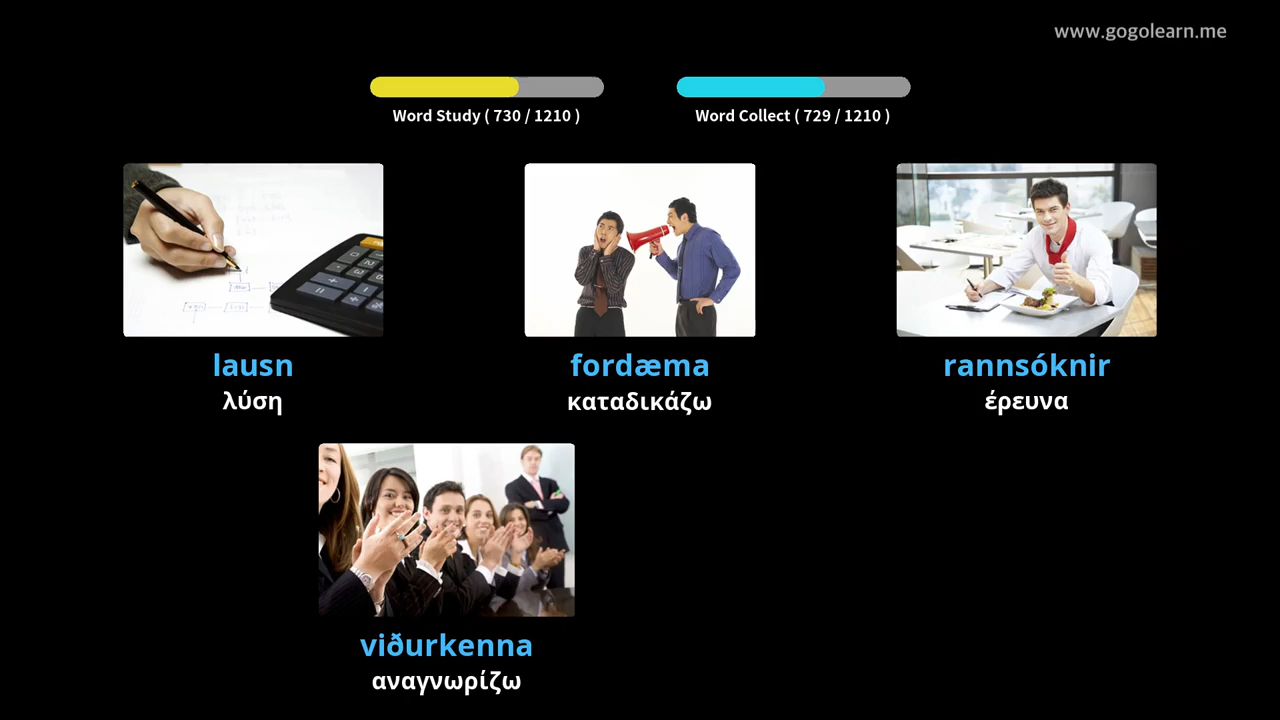 www.gogolearn.me
Word Study ( 730 / 1210 )
Word Collect ( 729 / 1210 )
lausn
λύση
fordæma
καταδικάζω
rannsóknir
έρευνα
viðurkenna
αναγνωρίζω